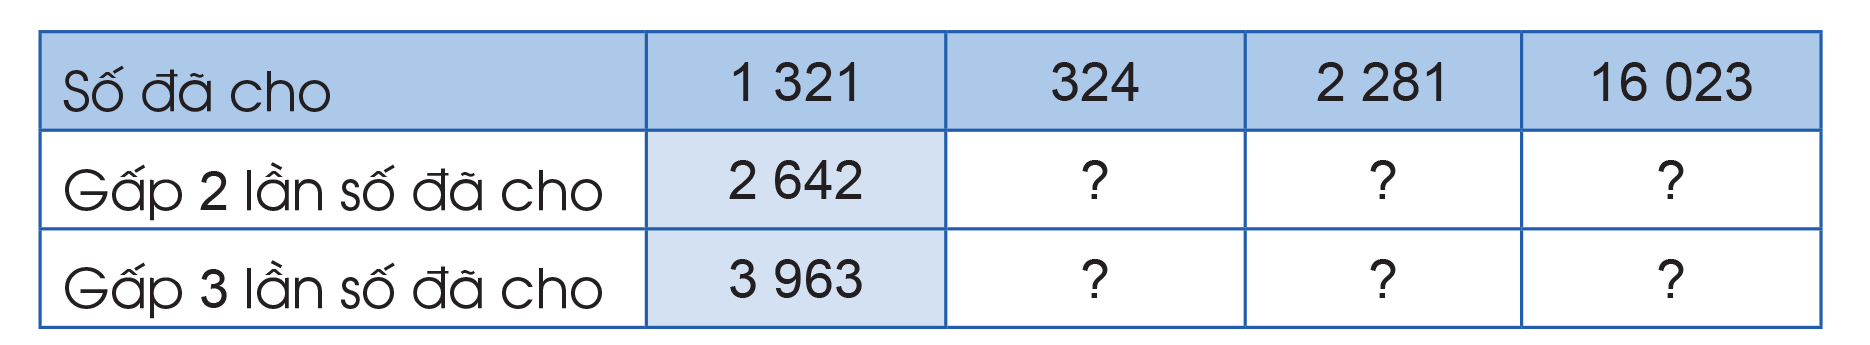 Số đã cho 1 321 324 2 281 16 023
Gấp 2 lần số đã cho 2 642 ? ? ?
Gấp 3 lần số đã cho 3 963 ? ? ?